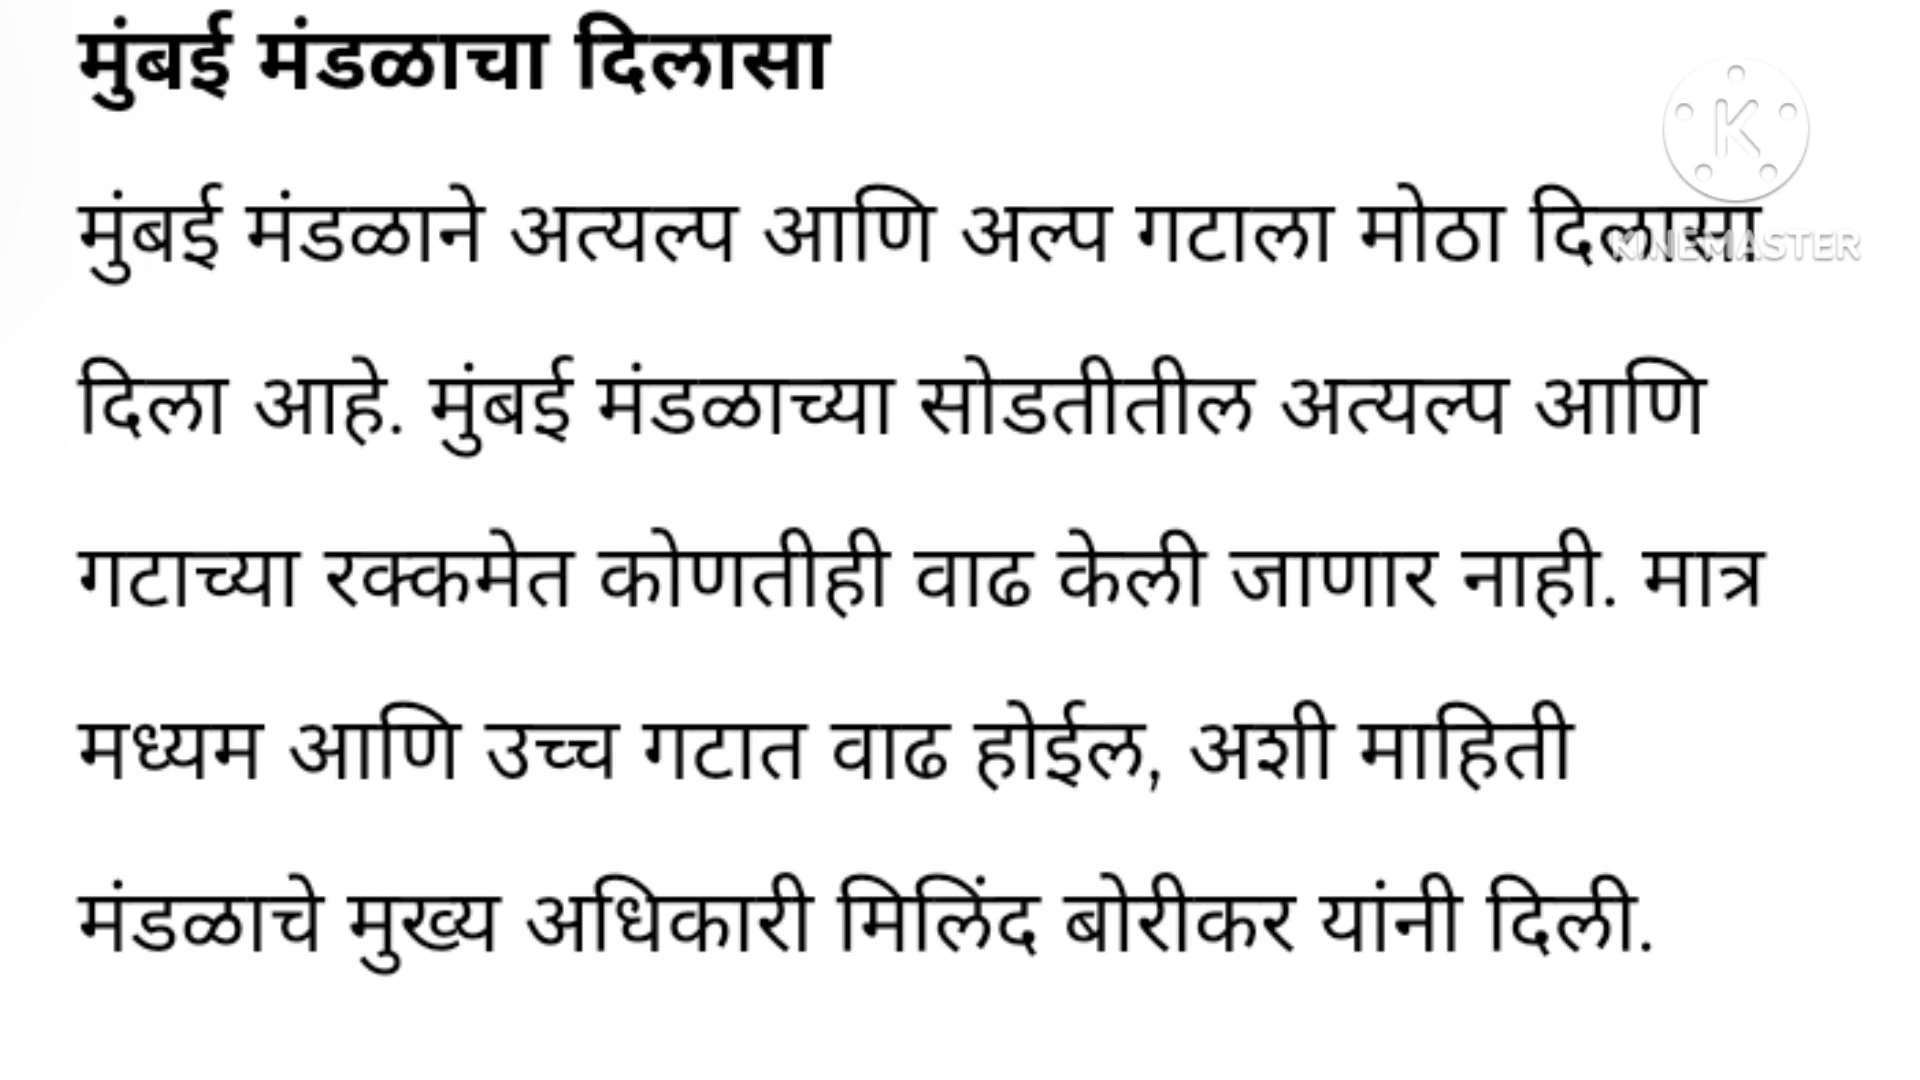 मुंबई मंडळाचा दिलासा
मुंबई मंडळाने अत्यल्प आणि अल्प गटाला मोठा दिलासा
दिला आहे. मुंबई मंडळाच्या सोडतीतील अत्यल्प आणि
गटाच्या रक्कमेत कोणतीही वाढ केली जाणार नाही. मात्र
मध्यम आणि उच्च गटात वाढ होईल, अशी माहिती
मंडळाचे मुख्य अधिकारी मिलिंद बोरीकर यांनी दिली.
K
KINEMASTER